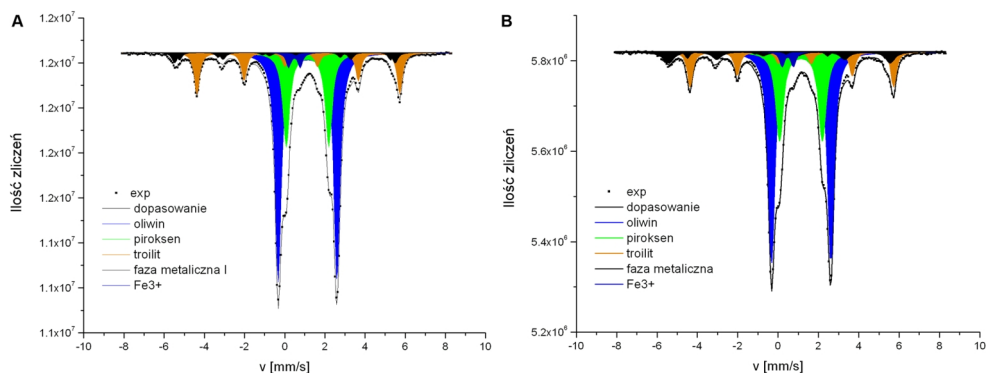 A
1.2x10⁷
1.2x10⁷
1.2x10⁷
1.2x10⁷
1.2x10⁷
1.1x10⁷
1.1x10⁷
1.1x10⁷
Ilość zliczeń
exp
dopasowanie
oliwin
piroksen
troilit
faza metaliczna I
Fe3+
-10 -8 -6 -4 -2 0 2 4 6 8 10
v [mm/s]
B
5.8x10⁶
5.6x10⁶
5.4x10⁶
5.2x10⁶
Ilość zliczeń
exp
dopasowanie
oliwin
piroksen
troilit
faza metaliczna
Fe3+
-10 -8 -6 -4 -2 0 2 4 6 8 10
v [mm/s]